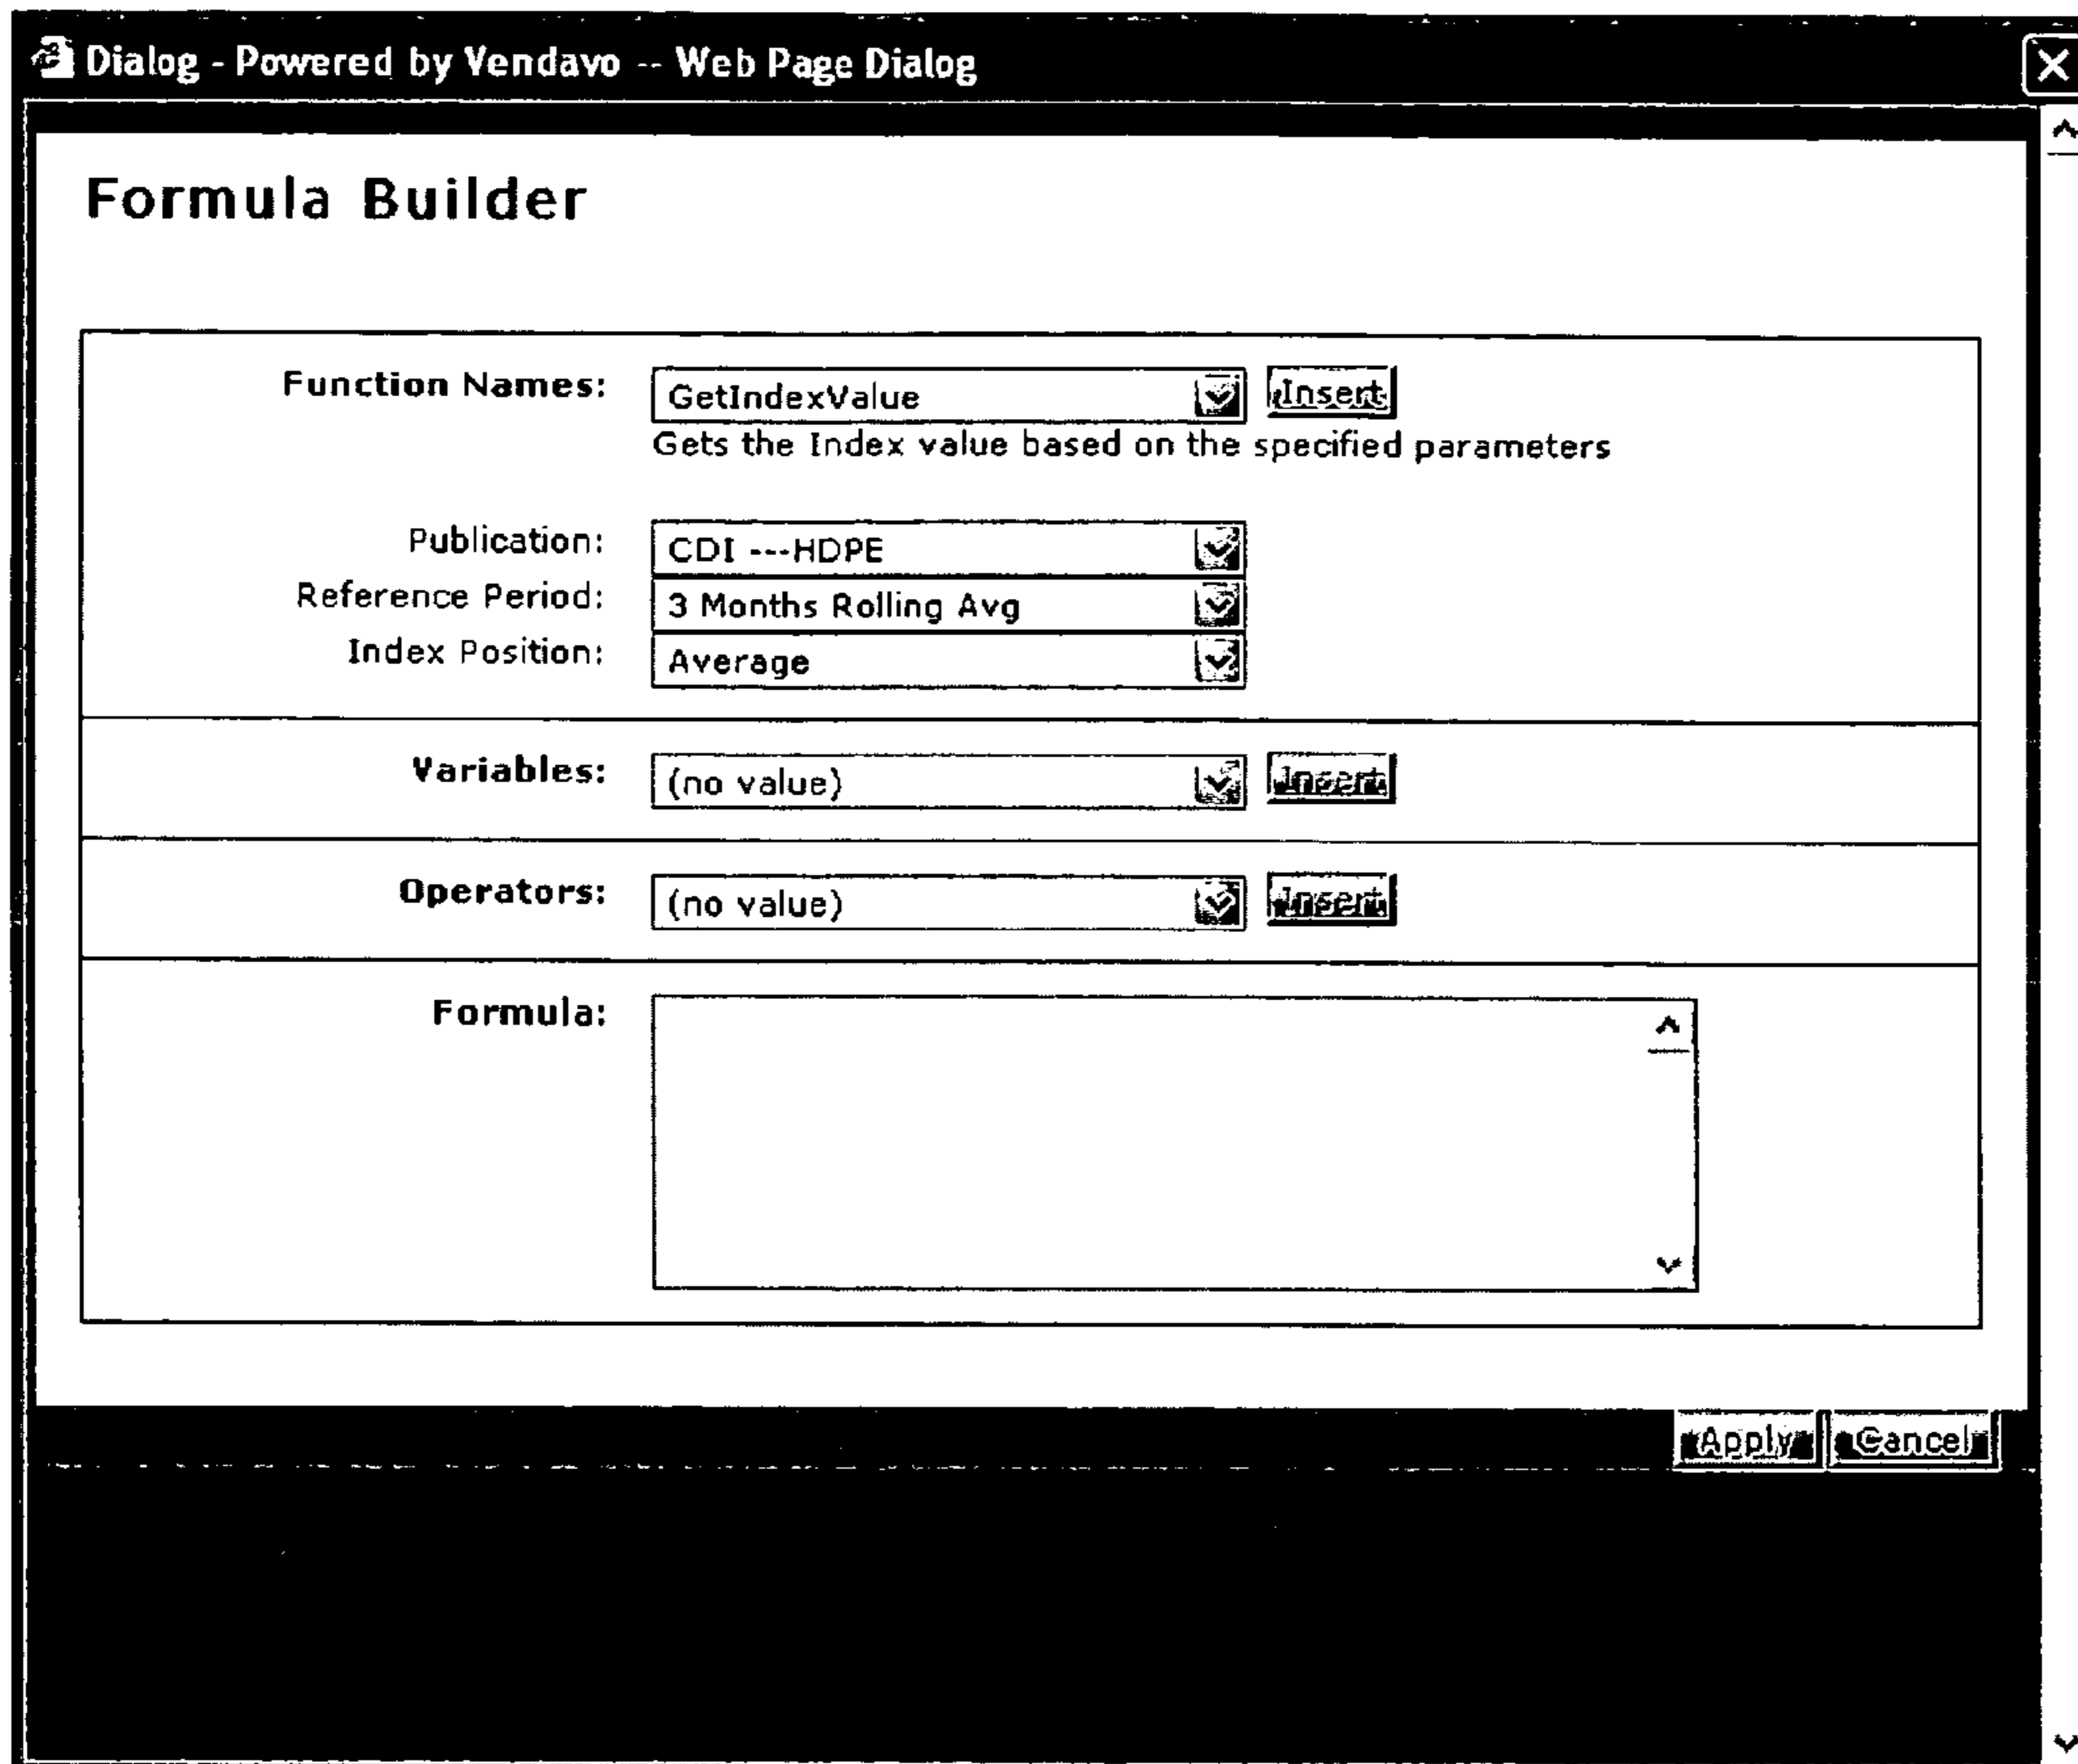 Dialog - Powered by Vendavo -- Web Page Dialog
Formula Builder
Function Names: GetIndexValue Insert
Gets the Index value based on the specified parameters
Publication: CDI ---HDPE
Reference Period: 3 Months Rolling Avg
Index Position: Average
Variables: (no value) Insert
Operators: (no value) Insert
Formula:
Apply Cancel